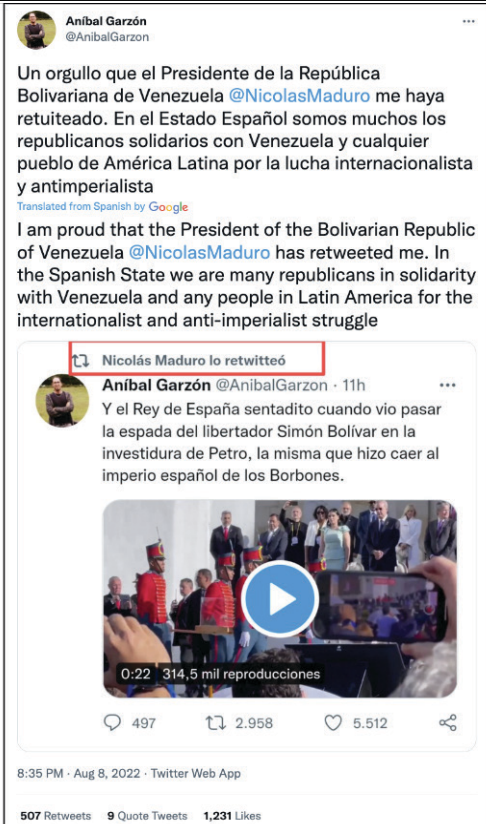 Aníbal Garzón
@AnibalGarzon
Un orgullo que el Presidente de la República
Bolivariana de Venezuela @NicolasMaduro me haya
retuiteado. En el Estado Español somos muchos los
republicanos solidarios con Venezuela y cualquier
pueblo de América Latina por la lucha internacionalista
y antimperialista
Translated from Spanish by Google
I am proud that the President of the Bolivarian Republic
of Venezuela @NicolasMaduro has retweeted me. In
the Spanish State we are many republicans in solidarity
with Venezuela and any people in Latin America for the
internationalist and anti-imperialist struggle
Nicolás Maduro lo retwitteó
Aníbal Garzón @AnibalGarzon · 11h
Y el Rey de España sentadito cuando vio pasar
la espada del libertador Simón Bolívar en la
investidura de Petro, la misma que hizo caer al
imperio español de los Borbones.
0:22 314,5 mil reproducciones
497 2.958 5.512
8:35 PM · Aug 8, 2022 · Twitter Web App
507 Retweets 9 Quote Tweets 1,231 Likes